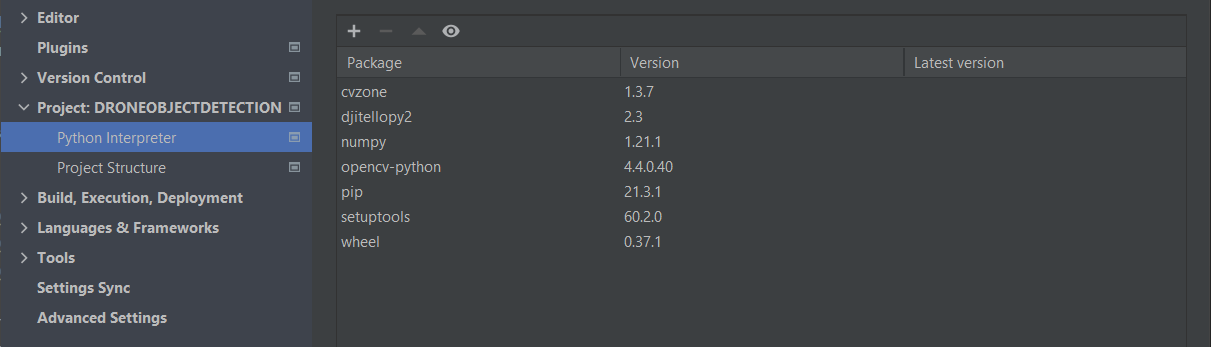 Editor
Plugins
Version Control
Project: DRONEOBJECTDETECTION
Python Interpreter
Project Structure
Build, Execution, Deployment
Languages & Frameworks
Tools
Settings Sync
Advanced Settings
Package Version Latest version
cvzone 1.3.7
djitellopy2 2.3
numpy 1.21.1
opencv-python 4.4.0.40
pip 21.3.1
setuptools 60.2.0
wheel 0.37.1